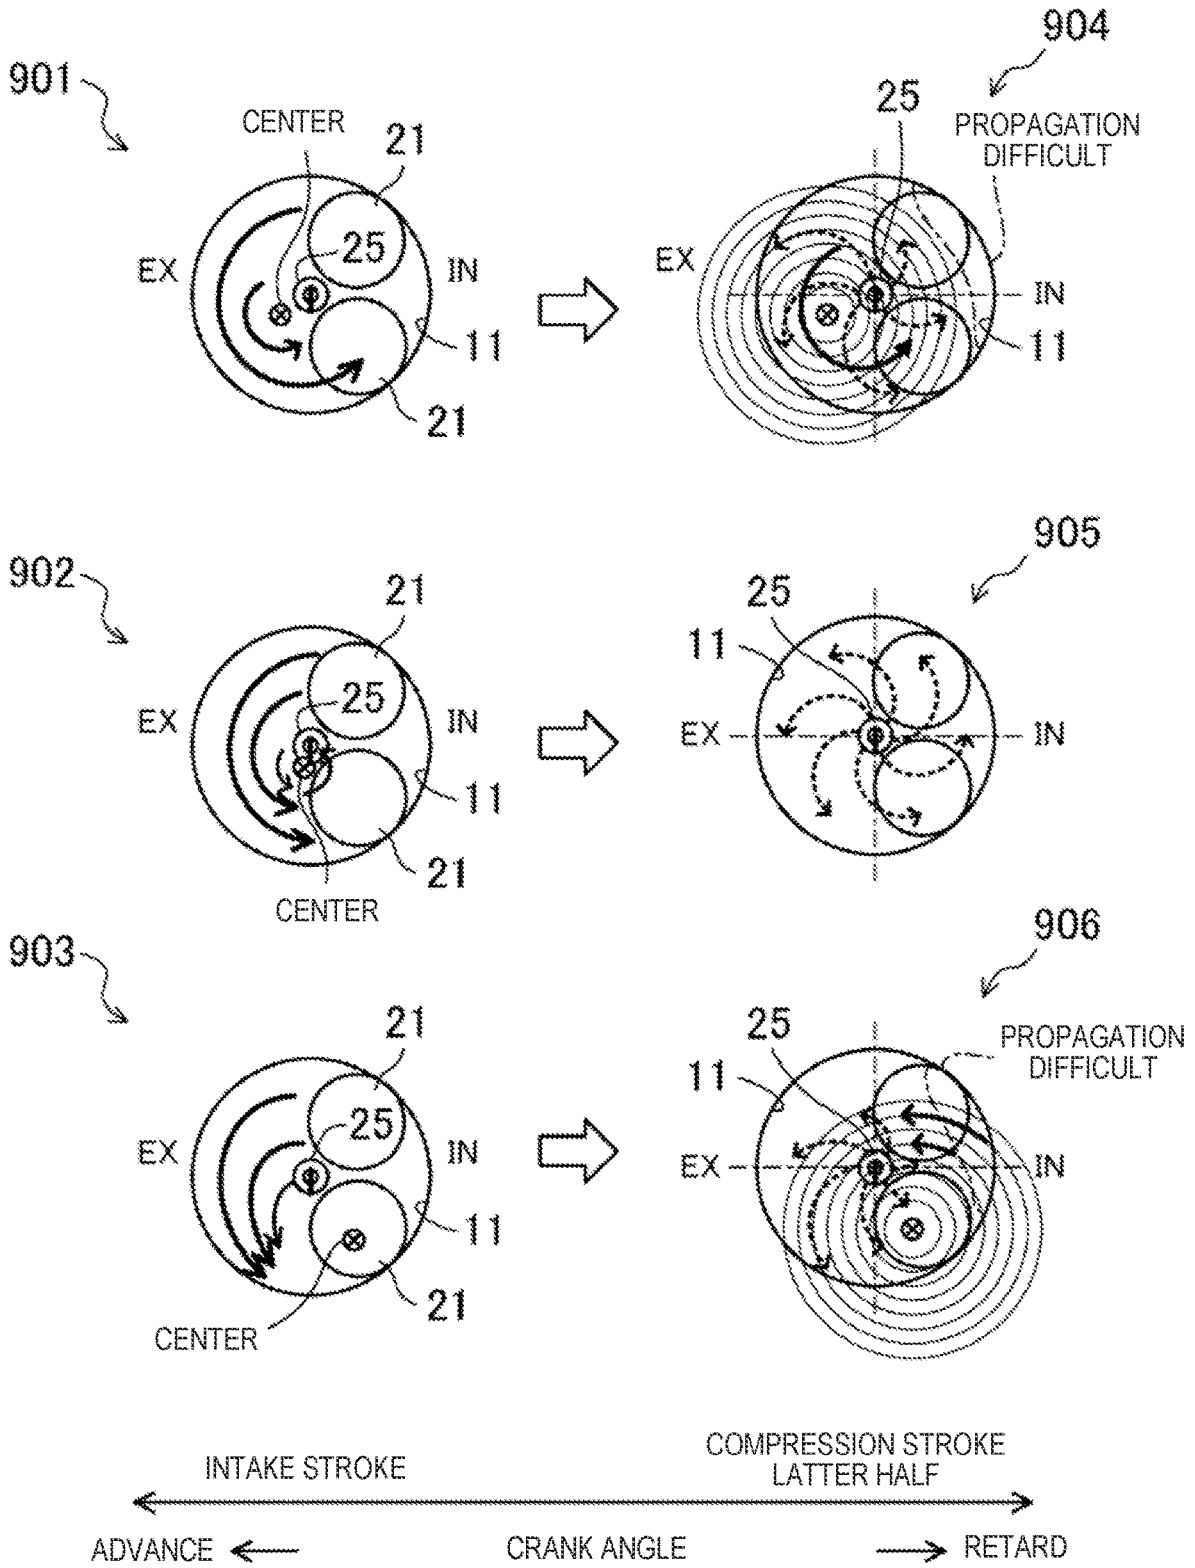 901
CENTER
21
25
EX
IN
11
21
904
25
PROPAGATION
DIFFICULT
EX
IN
11
902
21
25
EX
IN
11
21
CENTER
905
25
11
EX
IN
903
21
25
EX
IN
11
21
CENTER
906
25
PROPAGATION
DIFFICULT
11
EX
IN
INTAKE STROKE
COMPRESSION STROKE
LATTER HALF
ADVANCE
CRANK ANGLE
RETARD